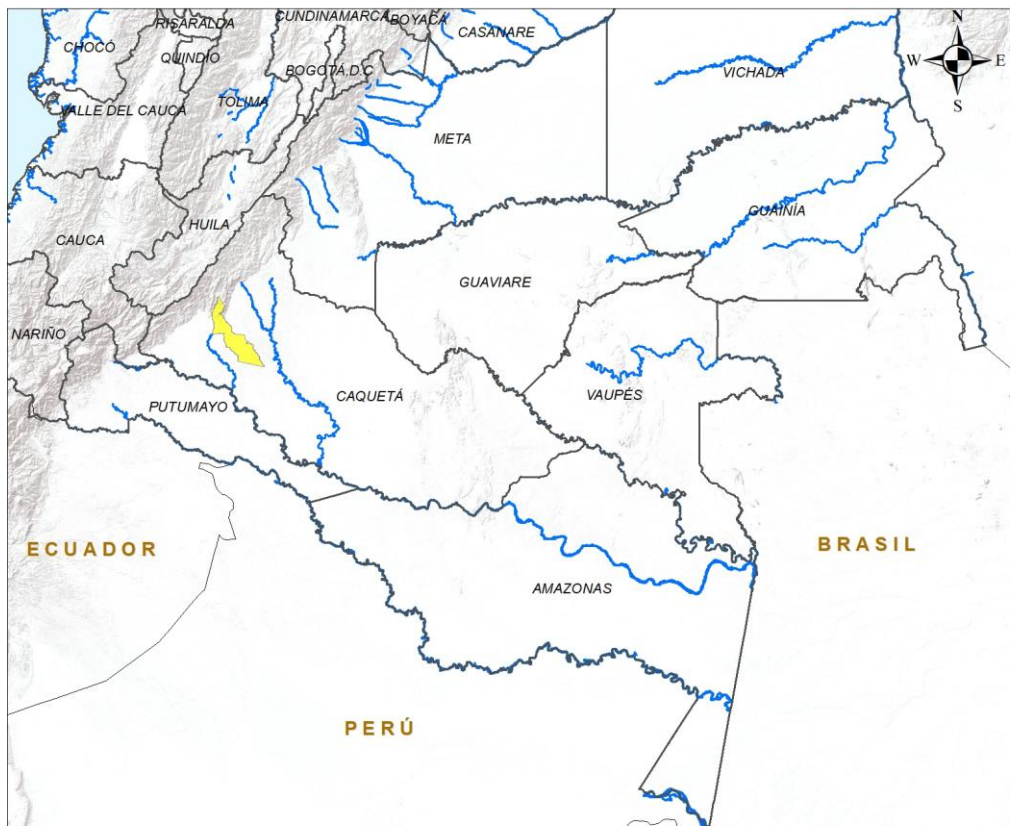 RISARALDA
CUNDINAMARCA
BOYACÁ
CASANARE
CHOCÓ
QUINDIO
BOGOTÁ D.C
VICHADA
N
W
E
S
VALLE DEL CAUCA
TOLIMA
META
HUILA
GUAINÍA
CAUCA
GUAVIARE
NARIÑO
CAQUETÁ
VAUPÉS
PUTUMAYO
ECUADOR
BRASIL
AMAZONAS
PERÚ